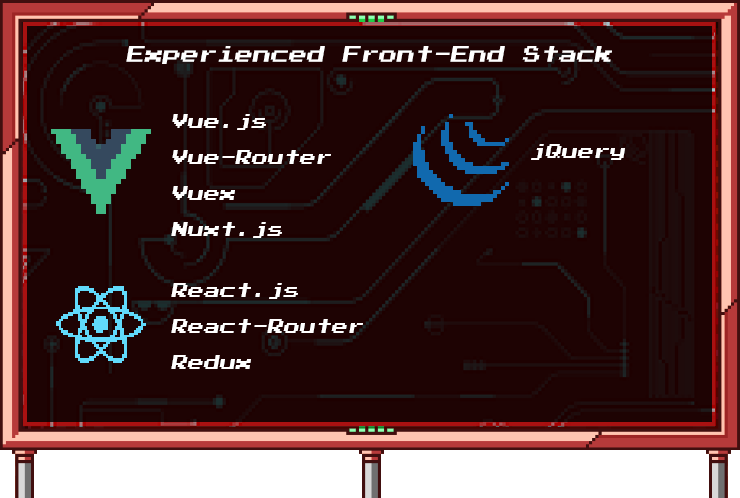 Experienced Front-End Stack
Vue.js
Vue-Router
Vuex
Nuxt.js
jQuery
React.js
React-Router
Redux